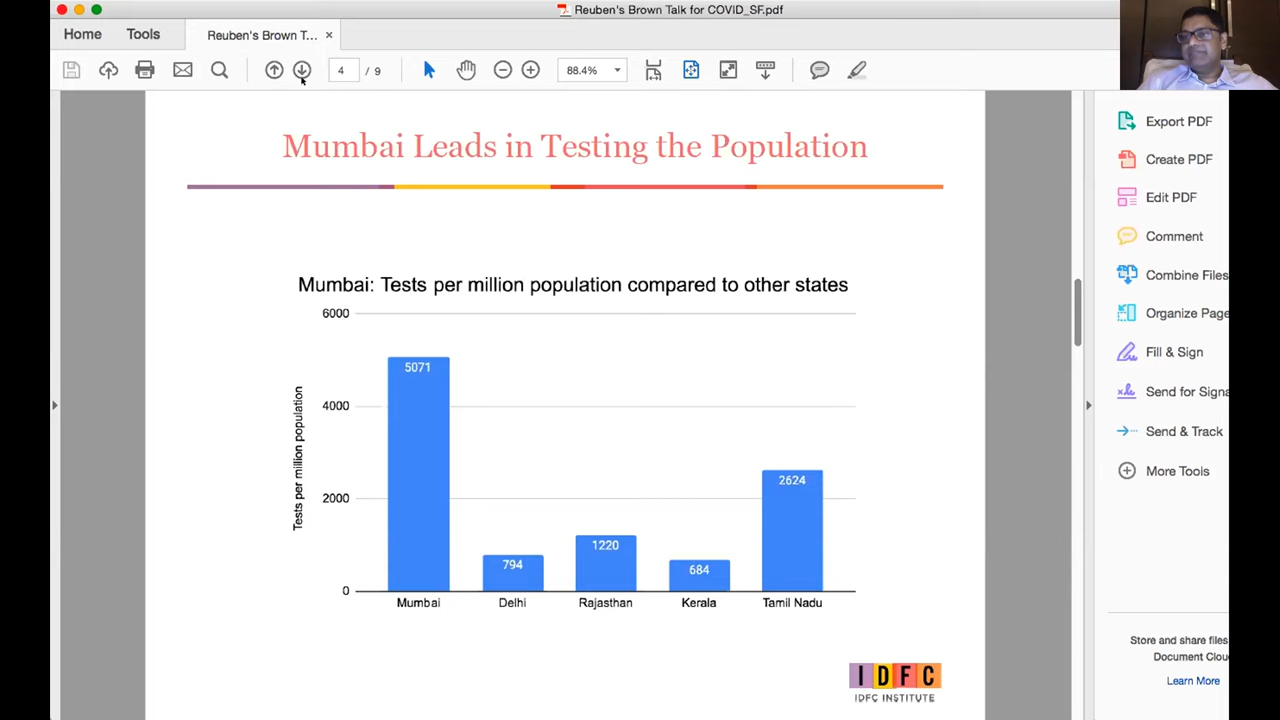 Reuben's Brown Talk for COVID_SF.pdf
Home
Tools
Reuben's Brown T... ×
4 / 9
88.4%
Mumbai Leads in Testing the Population
Mumbai: Tests per million population compared to other states
Tests per million population
6000
4000
2000
0
5071
794
1220
684
2624
Mumbai
Delhi
Rajasthan
Kerala
Tamil Nadu
IDFC
IDFC INSTITUTE
Export PDF
Create PDF
Edit PDF
Comment
Combine Files
Organize Page
Fill & Sign
Send for Signa
Send & Track
More Tools
Store and share files
Document Clou
Learn More